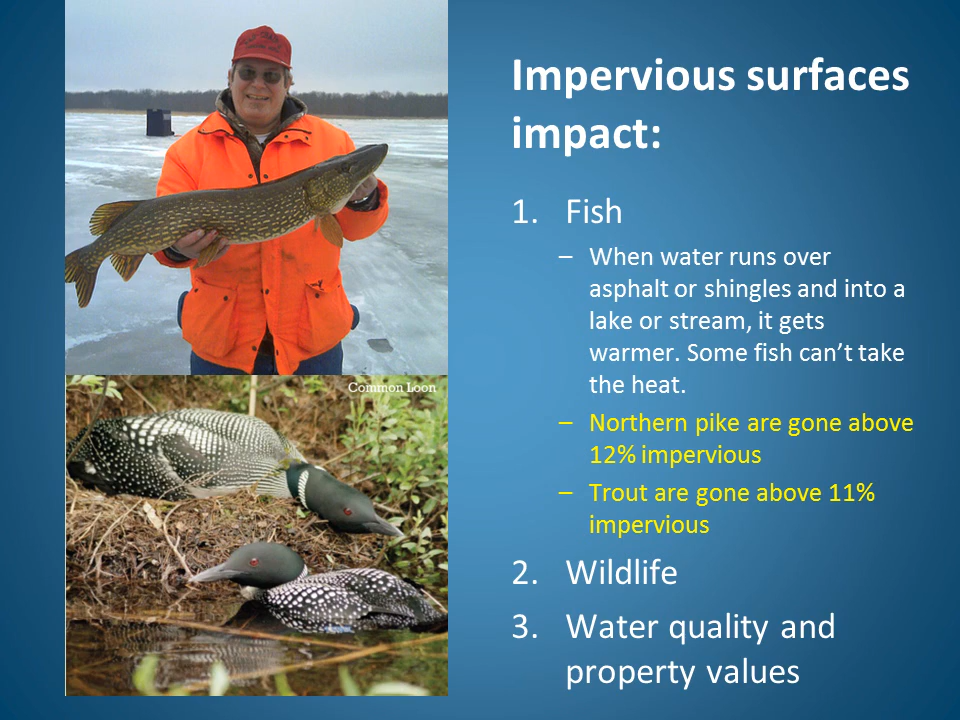 Impervious surfaces
impact:
1. Fish
– When water runs over
asphalt or shingles and into a
lake or stream, it gets
warmer. Some fish can’t take
the heat.
– Northern pike are gone above
12% impervious
– Trout are gone above 11%
impervious
2. Wildlife
3. Water quality and
property values
Common Loon